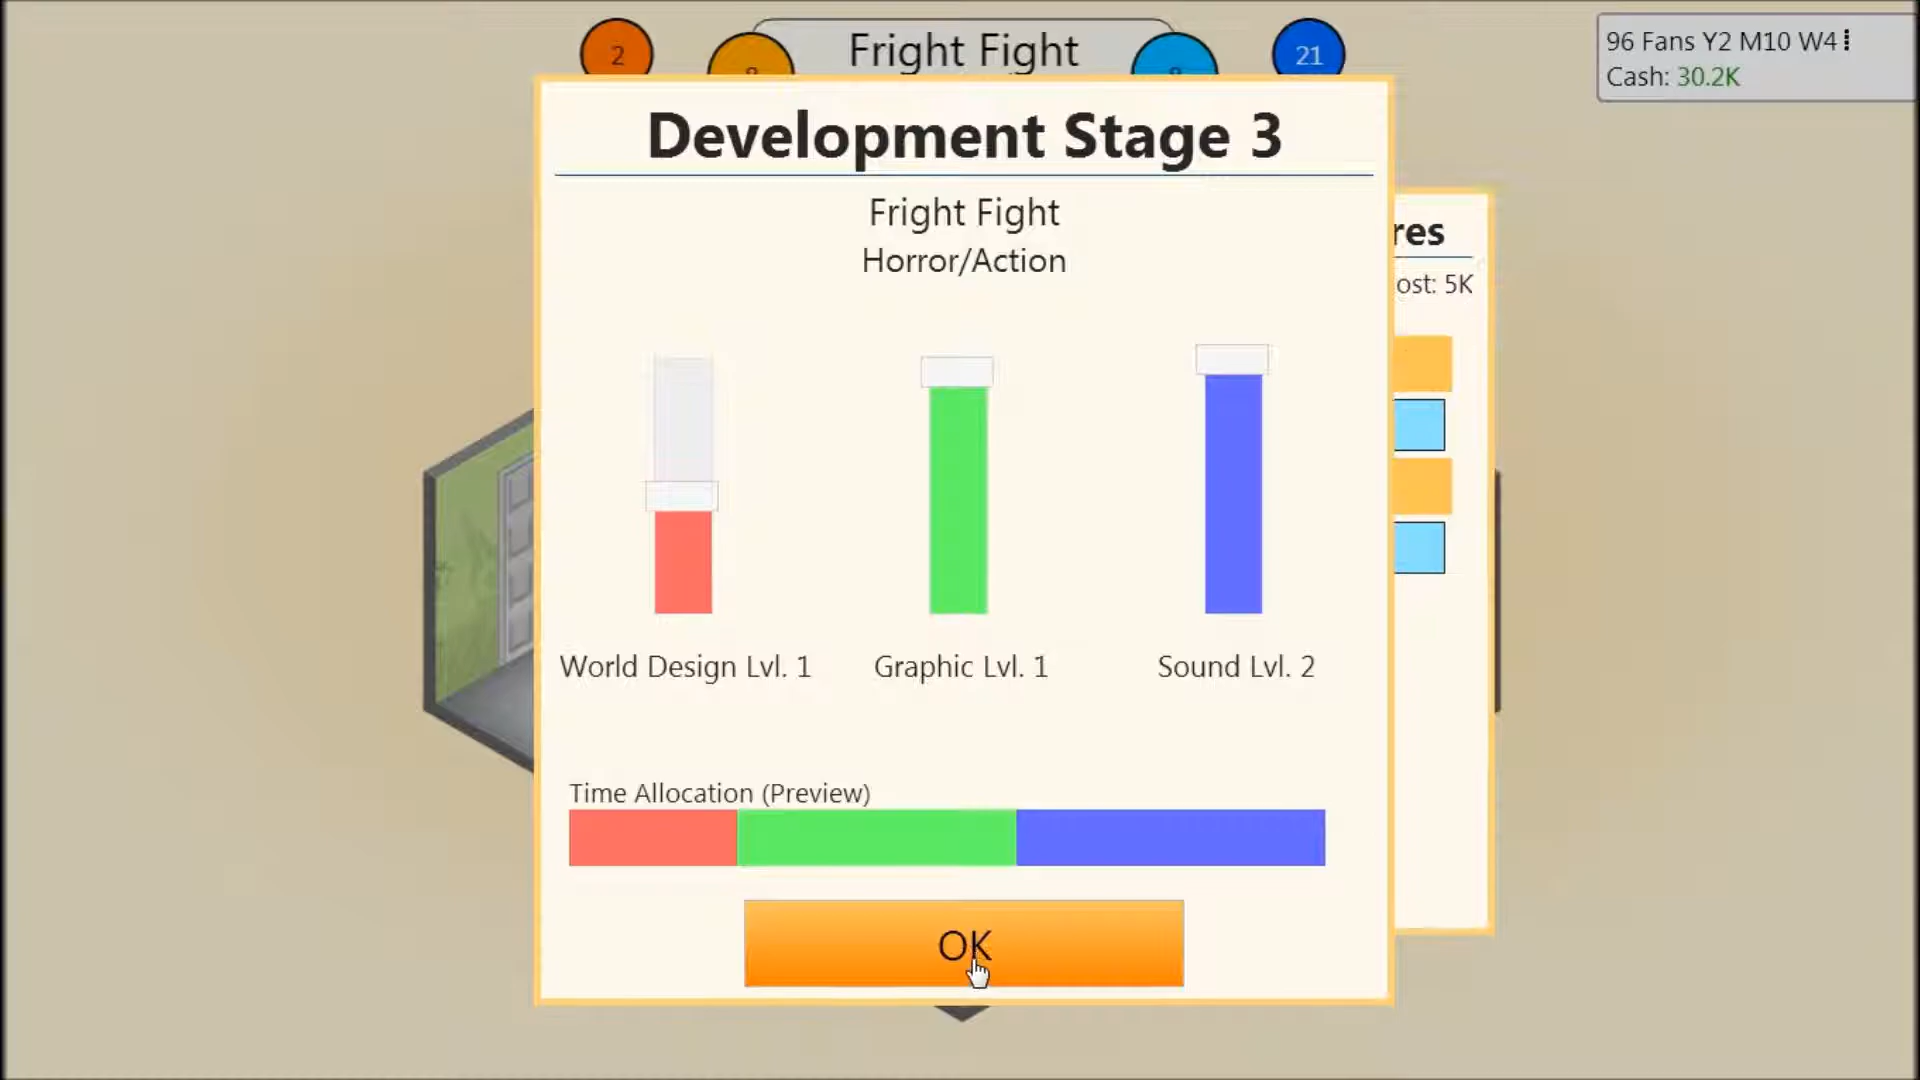 2
Fright Fight
21
96 Fans Y2 M10 W4
Cash: 30.2K
Development Stage 3
Fright Fight
Horror/Action
res
ost: 5K
World Design Lvl. 1
Graphic Lvl. 1
Sound Lvl. 2
Time Allocation (Preview)
OK